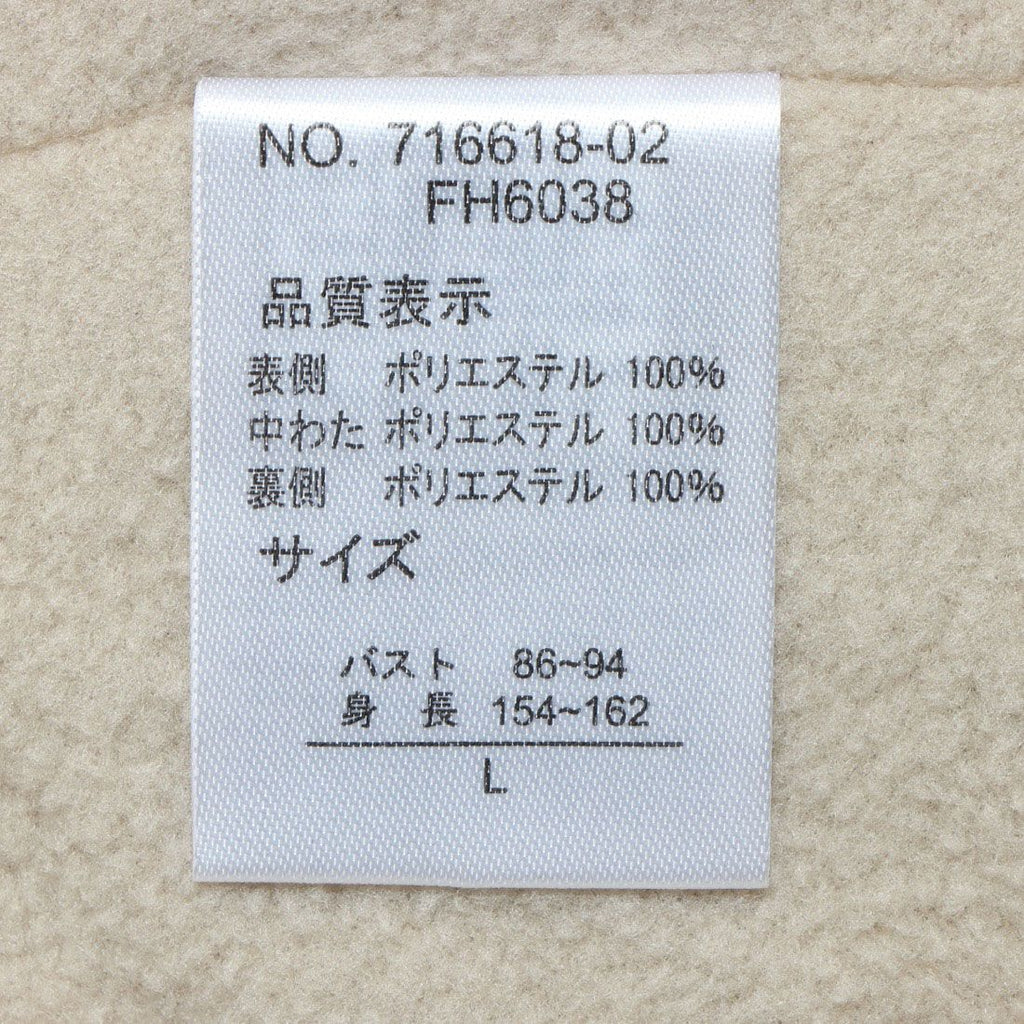 NO. 716618-02
FH6038
品質表示
表側 ポリエステル 100%
中わた ポリエステル 100%
裏側 ポリエステル 100%
サイズ
バスト 86~94
身 長 154~162
L